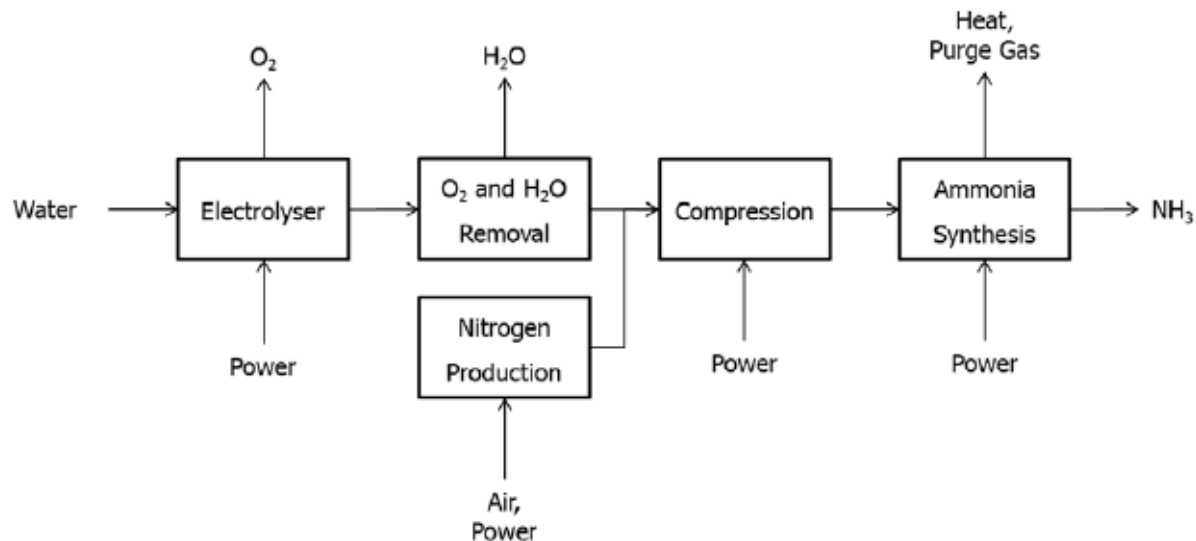 Heat,
Purge Gas
O₂
H₂O
Water
Electrolyser
O₂ and H₂O
Removal
Compression
Ammonia
Synthesis
NH₃
Power
Nitrogen
Production
Power
Power
Air,
Power